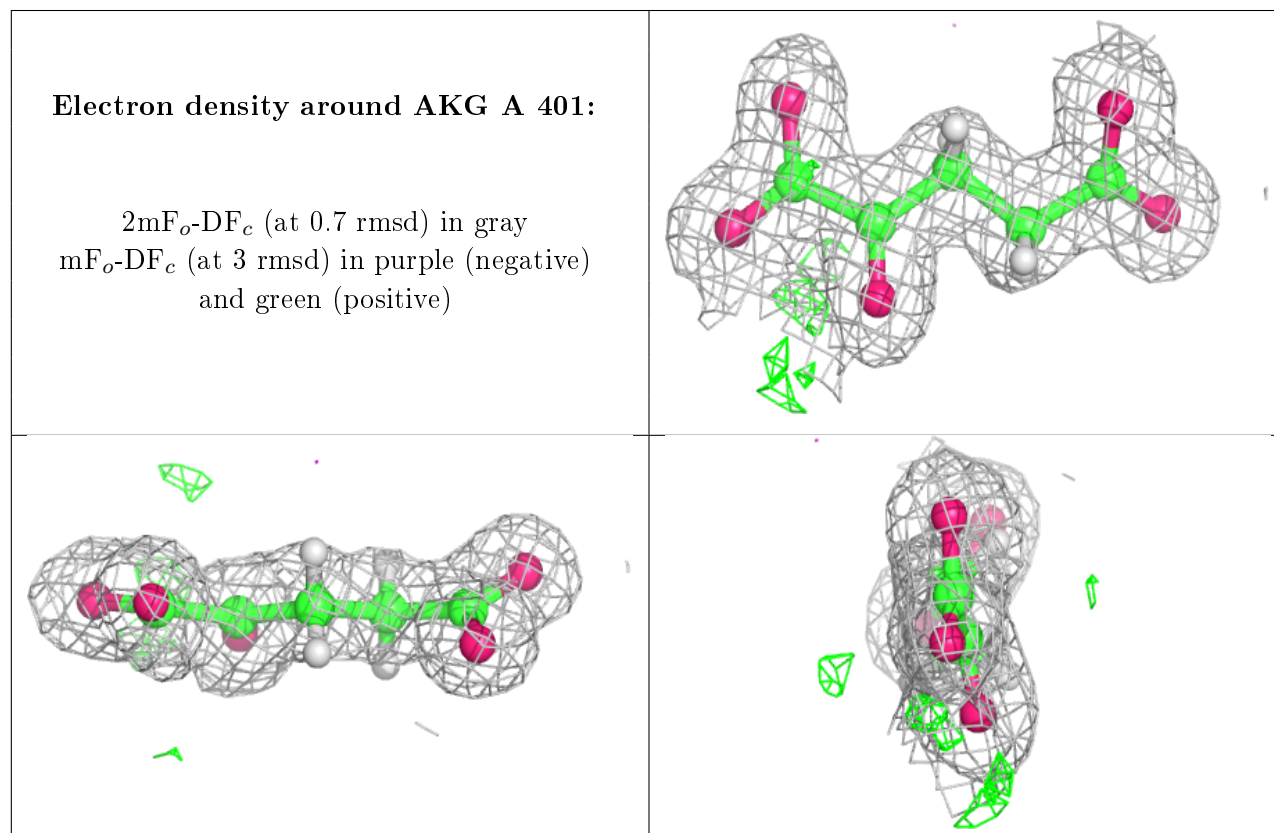 Electron density around AKG A 401:
2mFₒ-DF𝒸 (at 0.7 rmsd) in gray
mFₒ-DF𝒸 (at 3 rmsd) in purple (negative)
and green (positive)